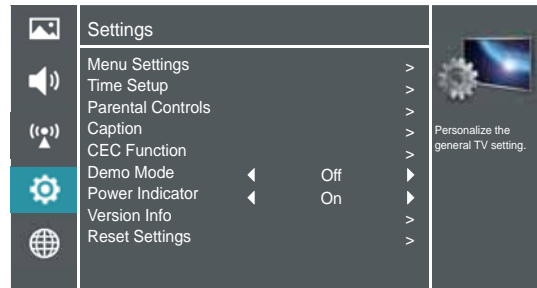 Settings
Menu Settings >
Time Setup >
Parental Controls >
Caption >
CEC Function >
Demo Mode ◀ Off ▶
Power Indicator ◀ On ▶
Version Info >
Reset Settings >
Personalize the
general TV setting.